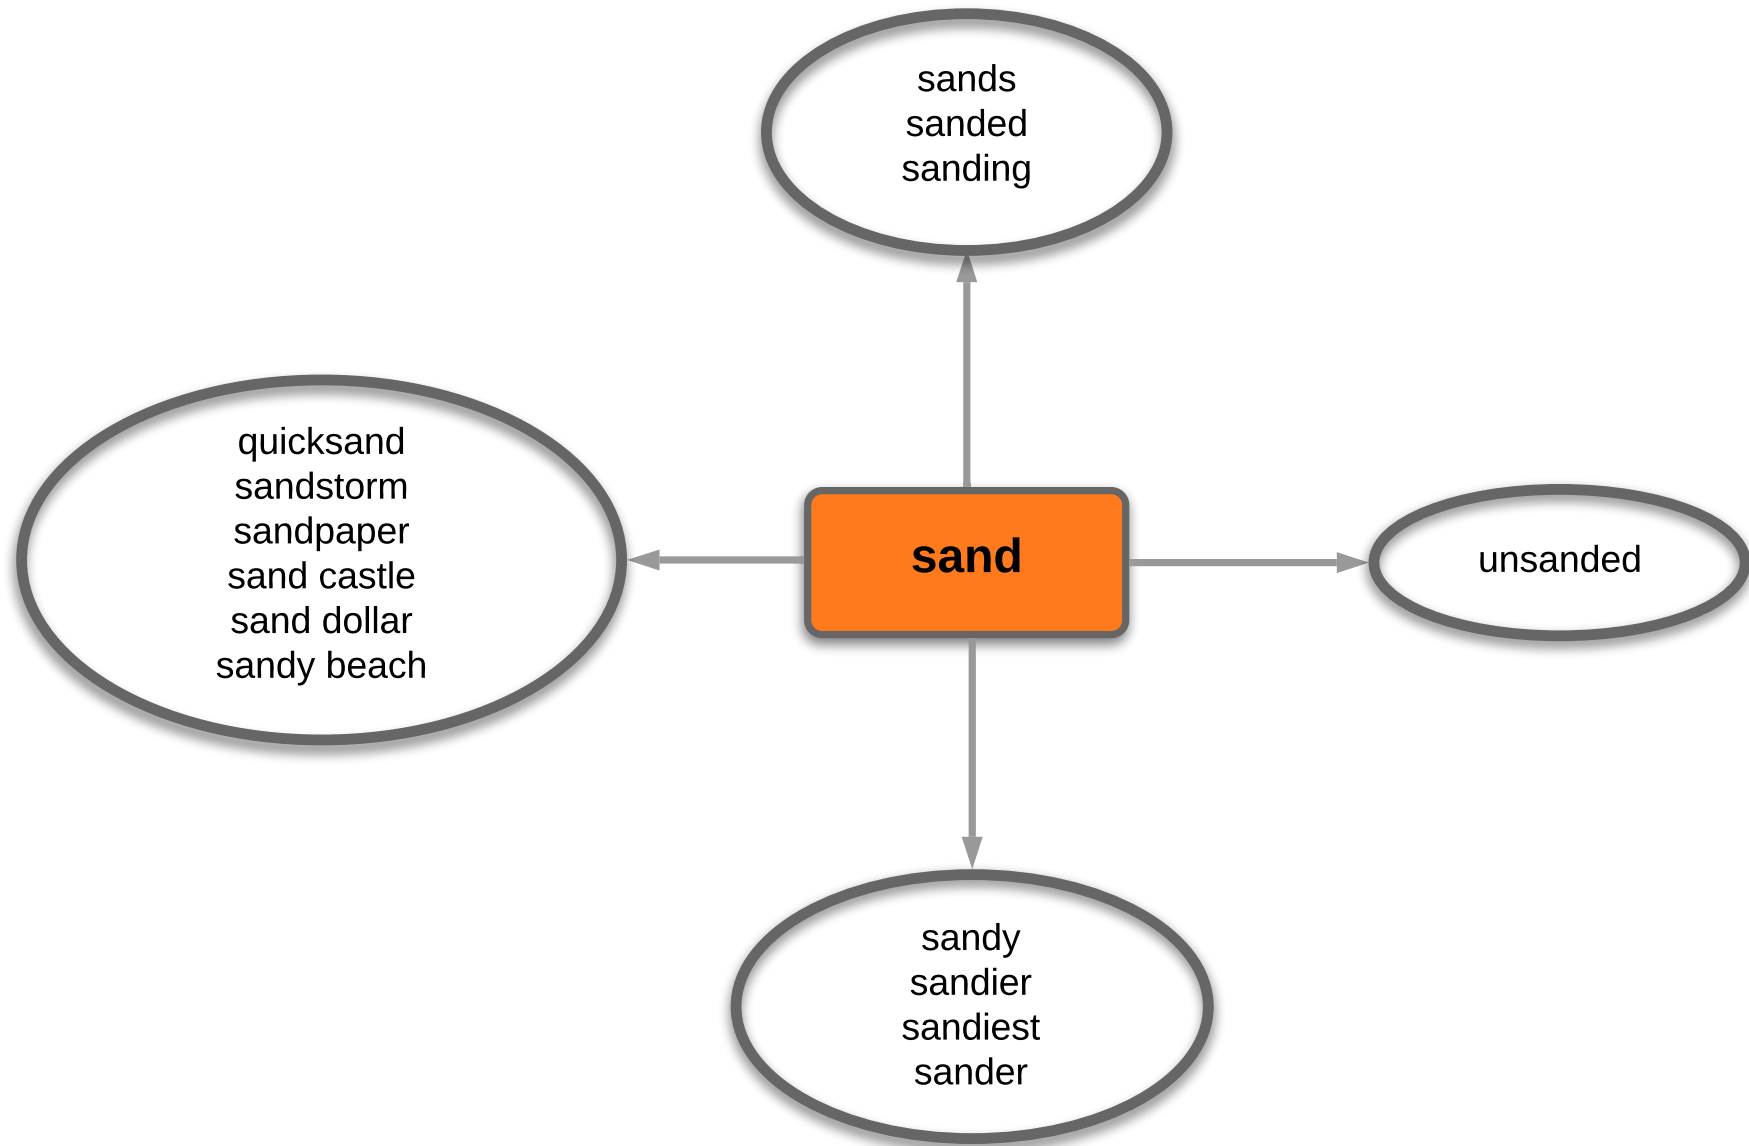 sands
sanded
sanding
quicksand
sandstorm
sandpaper
sand castle
sand dollar
sandy beach
sand
unsanded
sandy
sandier
sandiest
sander